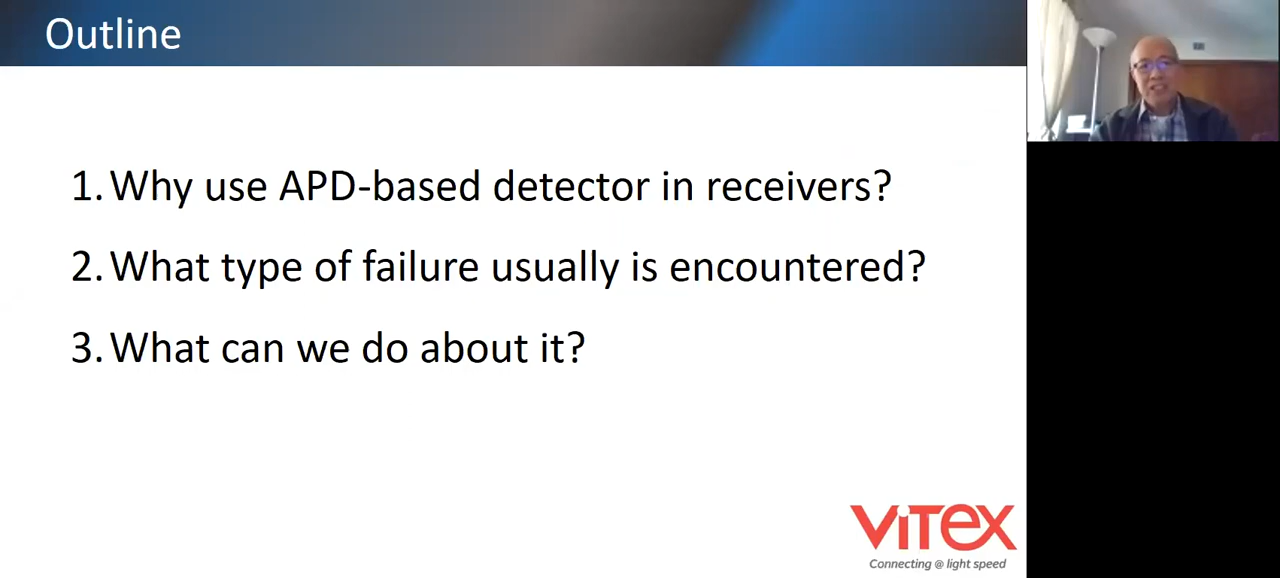 Outline
1. Why use APD-based detector in receivers?
2. What type of failure usually is encountered?
3. What can we do about it?
ViTex
Connecting @ light speed